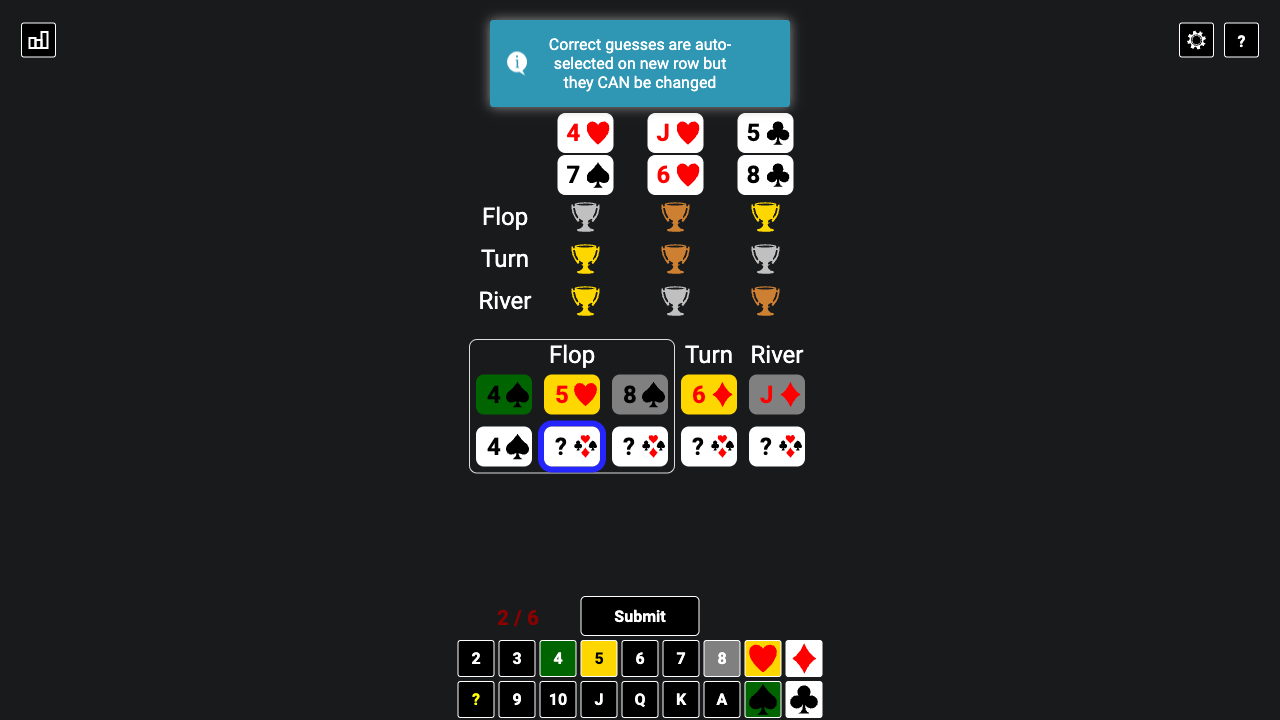 Correct guesses are auto-
selected on new row but
they CAN be changed
?
4 J 5
7 6 8
Flop
Turn
River
Flop Turn River
4 5 8 6 J
4 ? ? ? ?
2 / 6 Submit
2 3 4 5 6 7 8
? 9 10 J Q K A